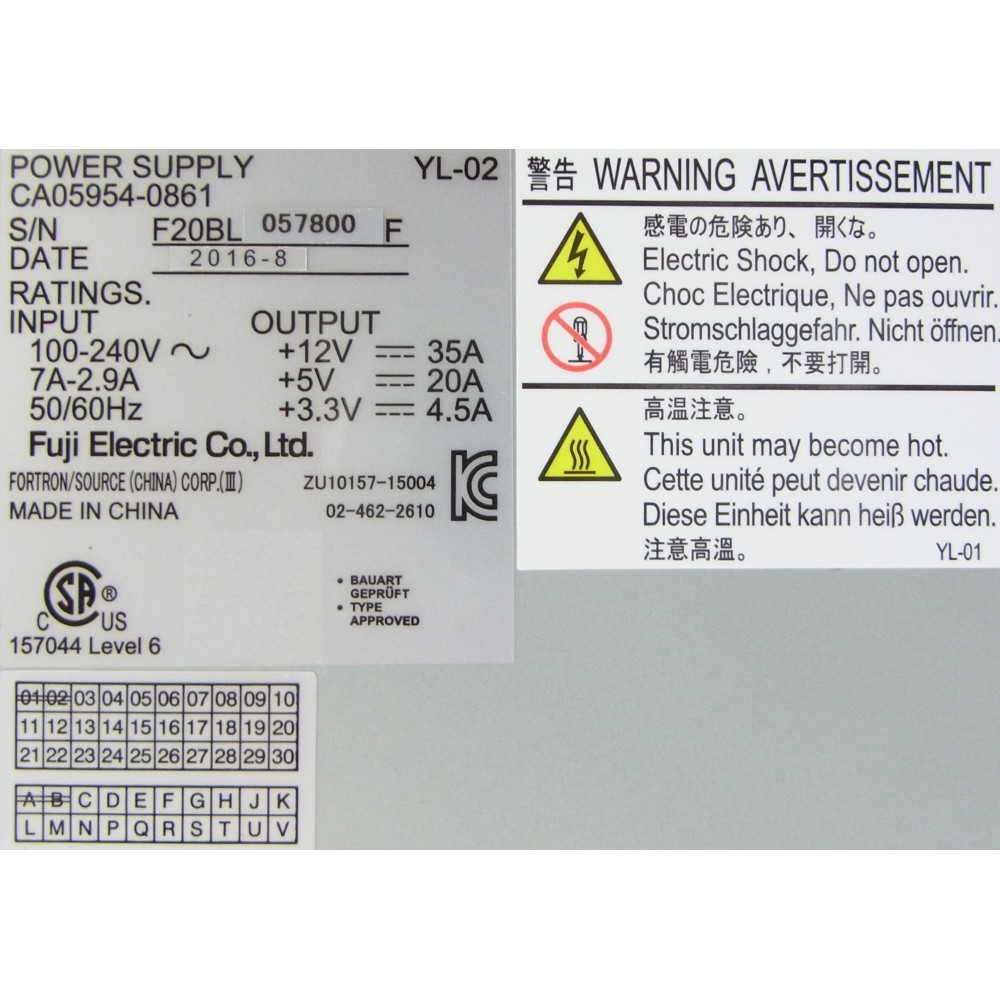 POWER SUPPLY YL-02
CA05954-0861
S/N F20BL 057800 F
DATE 2016-8
RATINGS.
INPUT OUTPUT
100-240V ～ +12V ⎓ 35A
7A-2.9A +5V ⎓ 20A
50/60Hz +3.3V ⎓ 4.5A
Fuji Electric Co., Ltd.
FORTRON/SOURCE (CHINA) CORP.(Ⅲ) ZU10157-15004
MADE IN CHINA 02-462-2610
• BAUART
GEPRÜFT
• TYPE
APPROVED
SA ®
C US
157044 Level 6
01 02 03 04 05 06 07 08 09 10
11 12 13 14 15 16 17 18 19 20
21 22 23 24 25 26 27 28 29 30
A B C D E F G H J K
L M N P Q R S T U V
警告 WARNING AVERTISSEMENT
感電の危険あり、開くな。
Electric Shock, Do not open.
Choc Electrique, Ne pas ouvrir.
Stromschlaggefahr. Nicht öffnen.
有觸電危險，不要打開。
高温注意。
This unit may become hot.
Cette unité peut devenir chaude.
Diese Einheit kann heiß werden.
注意高溫。
YL-01